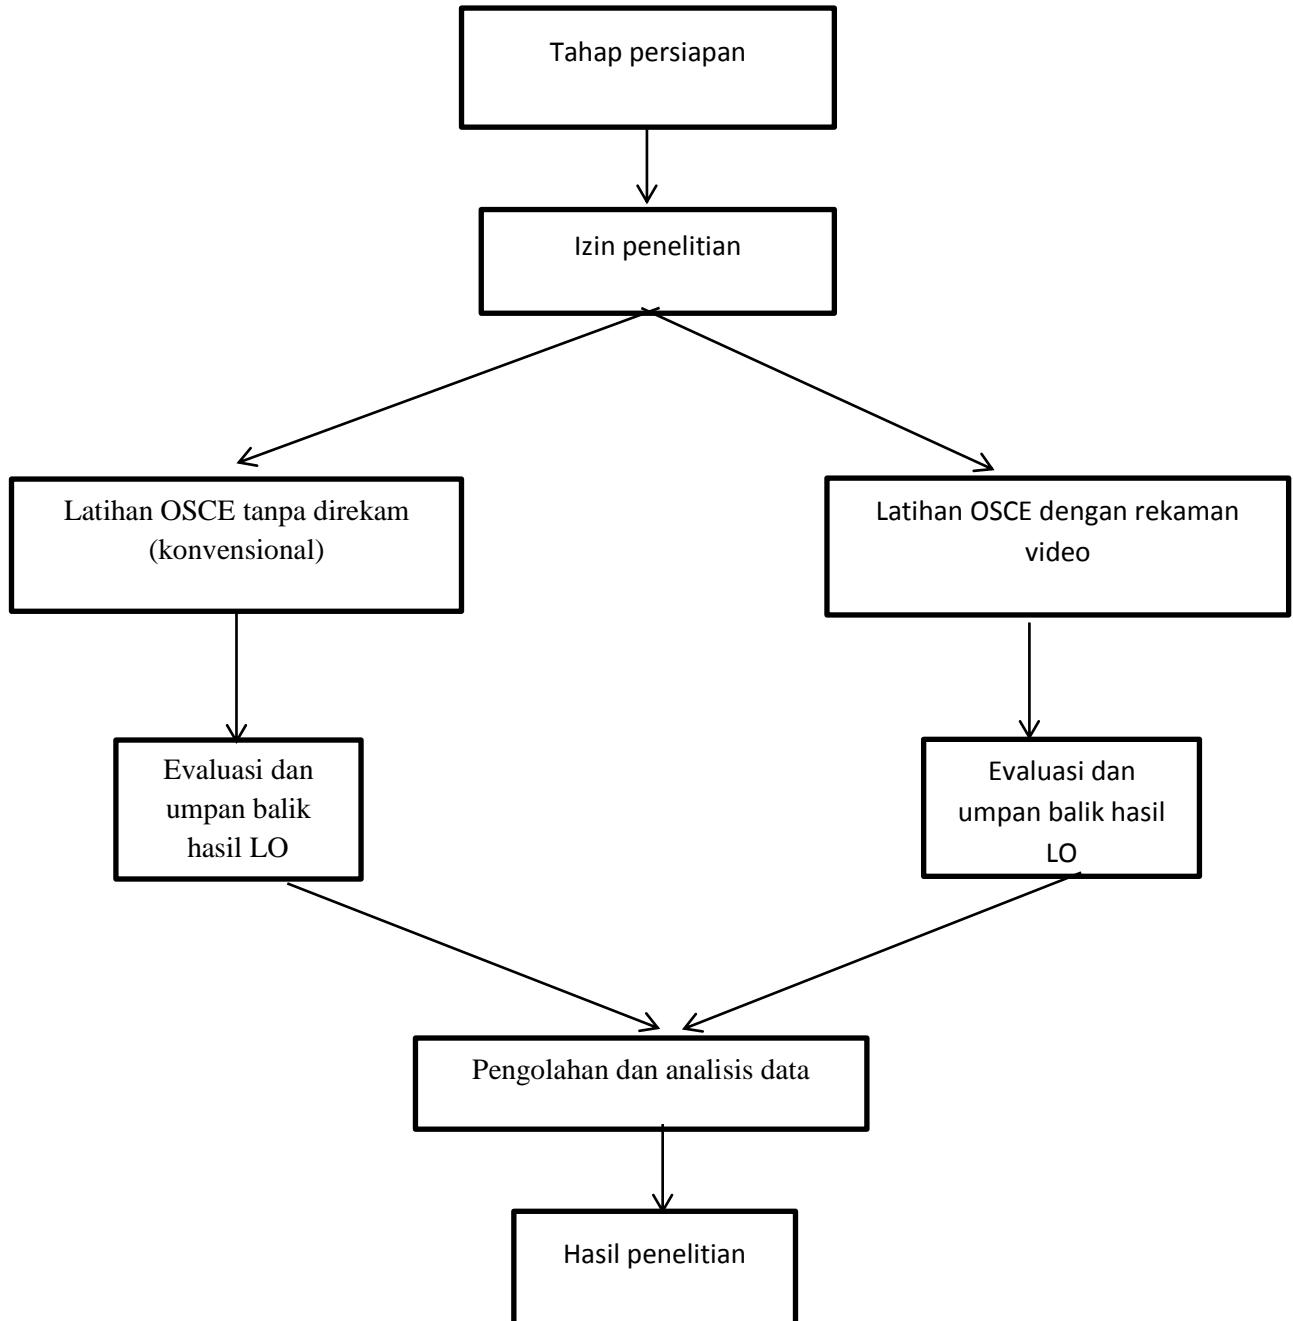 Tahap persiapan
Izin penelitian
Latihan OSCE tanpa direkam
(konvensional)
Latihan OSCE dengan rekaman
video
Evaluasi dan
umpan balik
hasil LO
Evaluasi dan
umpan balik hasil
LO
Pengolahan dan analisis data
Hasil penelitian